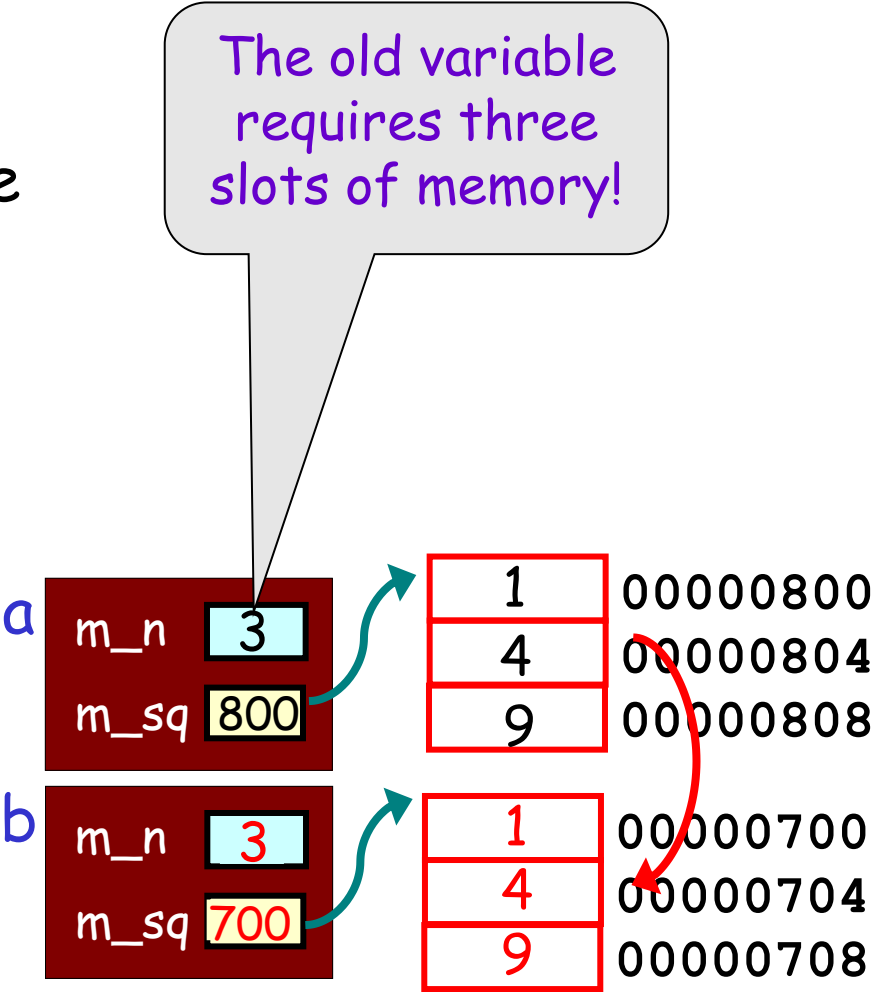 The old variable
requires three
slots of memory!
e
a
m_n 3
m_sq 800
1 00000800
4 00000804
9 00000808
b
m_n 3
m_sq 700
1 00000700
4 00000704
9 00000708